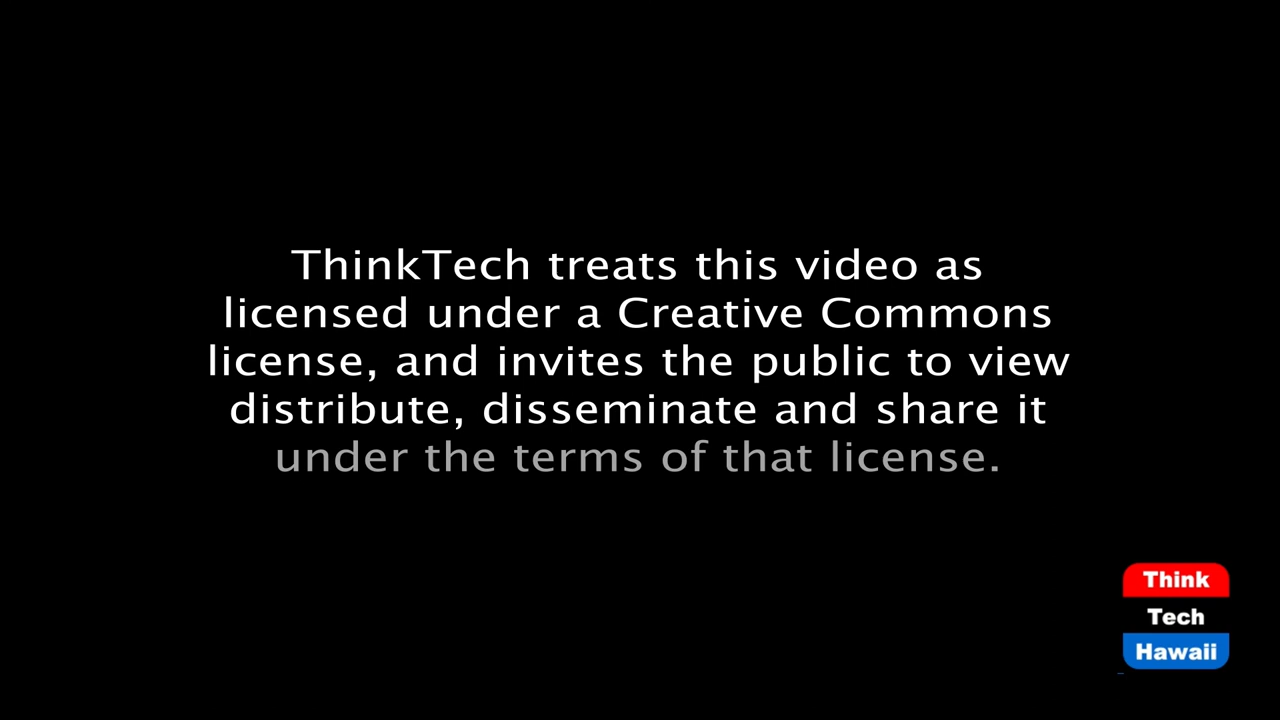 ThinkTech treats this video as
licensed under a Creative Commons
license, and invites the public to view
distribute, disseminate and share it
under the terms of that license.
Think
Tech
Hawaii